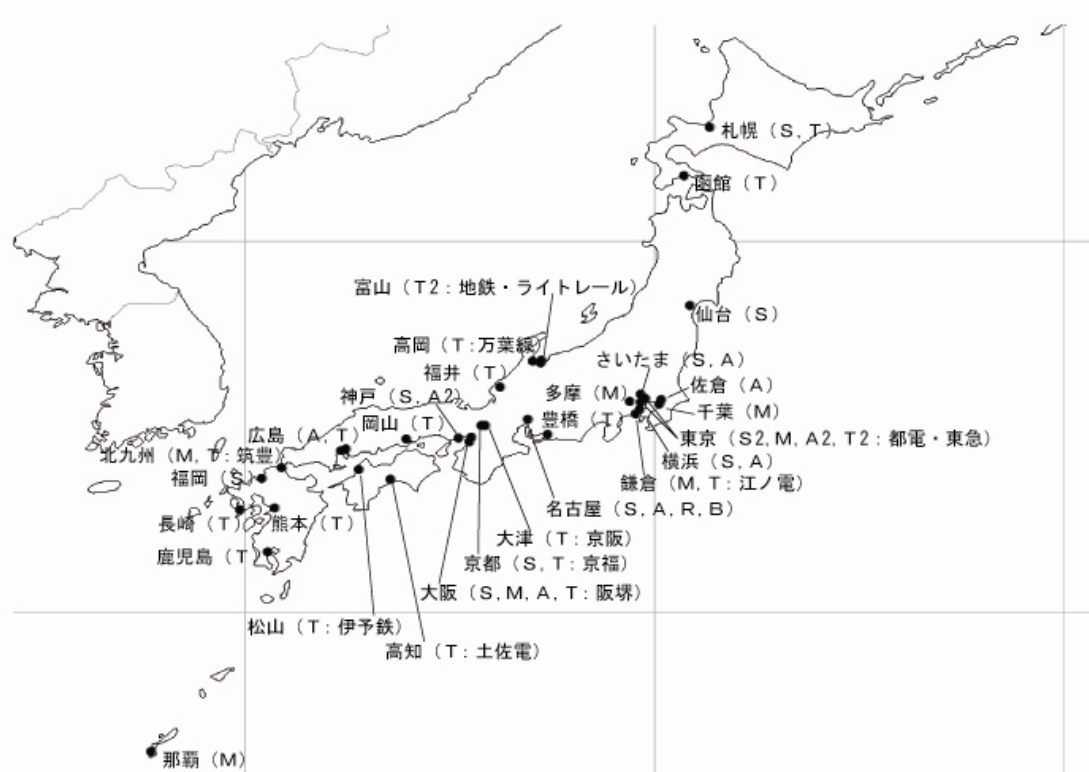 札幌（S，T）
函館（T）
富山（T2：地鉄・ライトレール）
仙台（S）
高岡（T：万葉線）
さいたま（S，A）
福井（T）
佐倉（A）
神戸（S，A2）
多摩（M）
千葉（M）
岡山（T）
豊橋（T）
広島（A，T）
東京（S2，M，A2，T2：都電・東急）
北九州（M，T：筑豊）
横浜（S，A）
福岡（S）
鎌倉（M，T：江ノ電）
名古屋（S，A，R，B）
長崎（T）
熊本（T）
大津（T：京阪）
鹿児島（T）
京都（S，T：京福）
大阪（S，M，A，T：阪堺）
松山（T：伊予鉄）
高知（T：土佐電）
那覇（M）